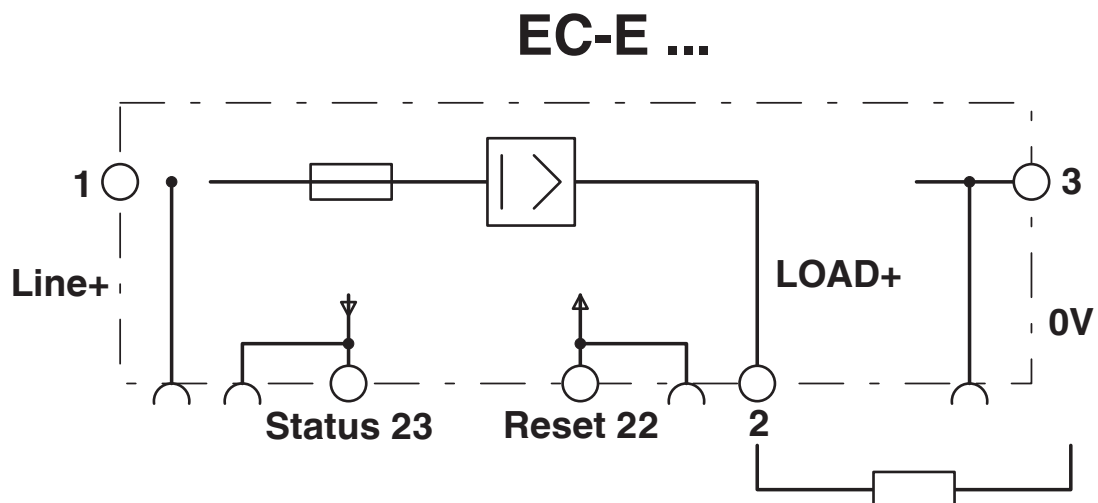 EC-E ...
1
3
Line+
LOAD+
0V
Status 23
Reset 22
2